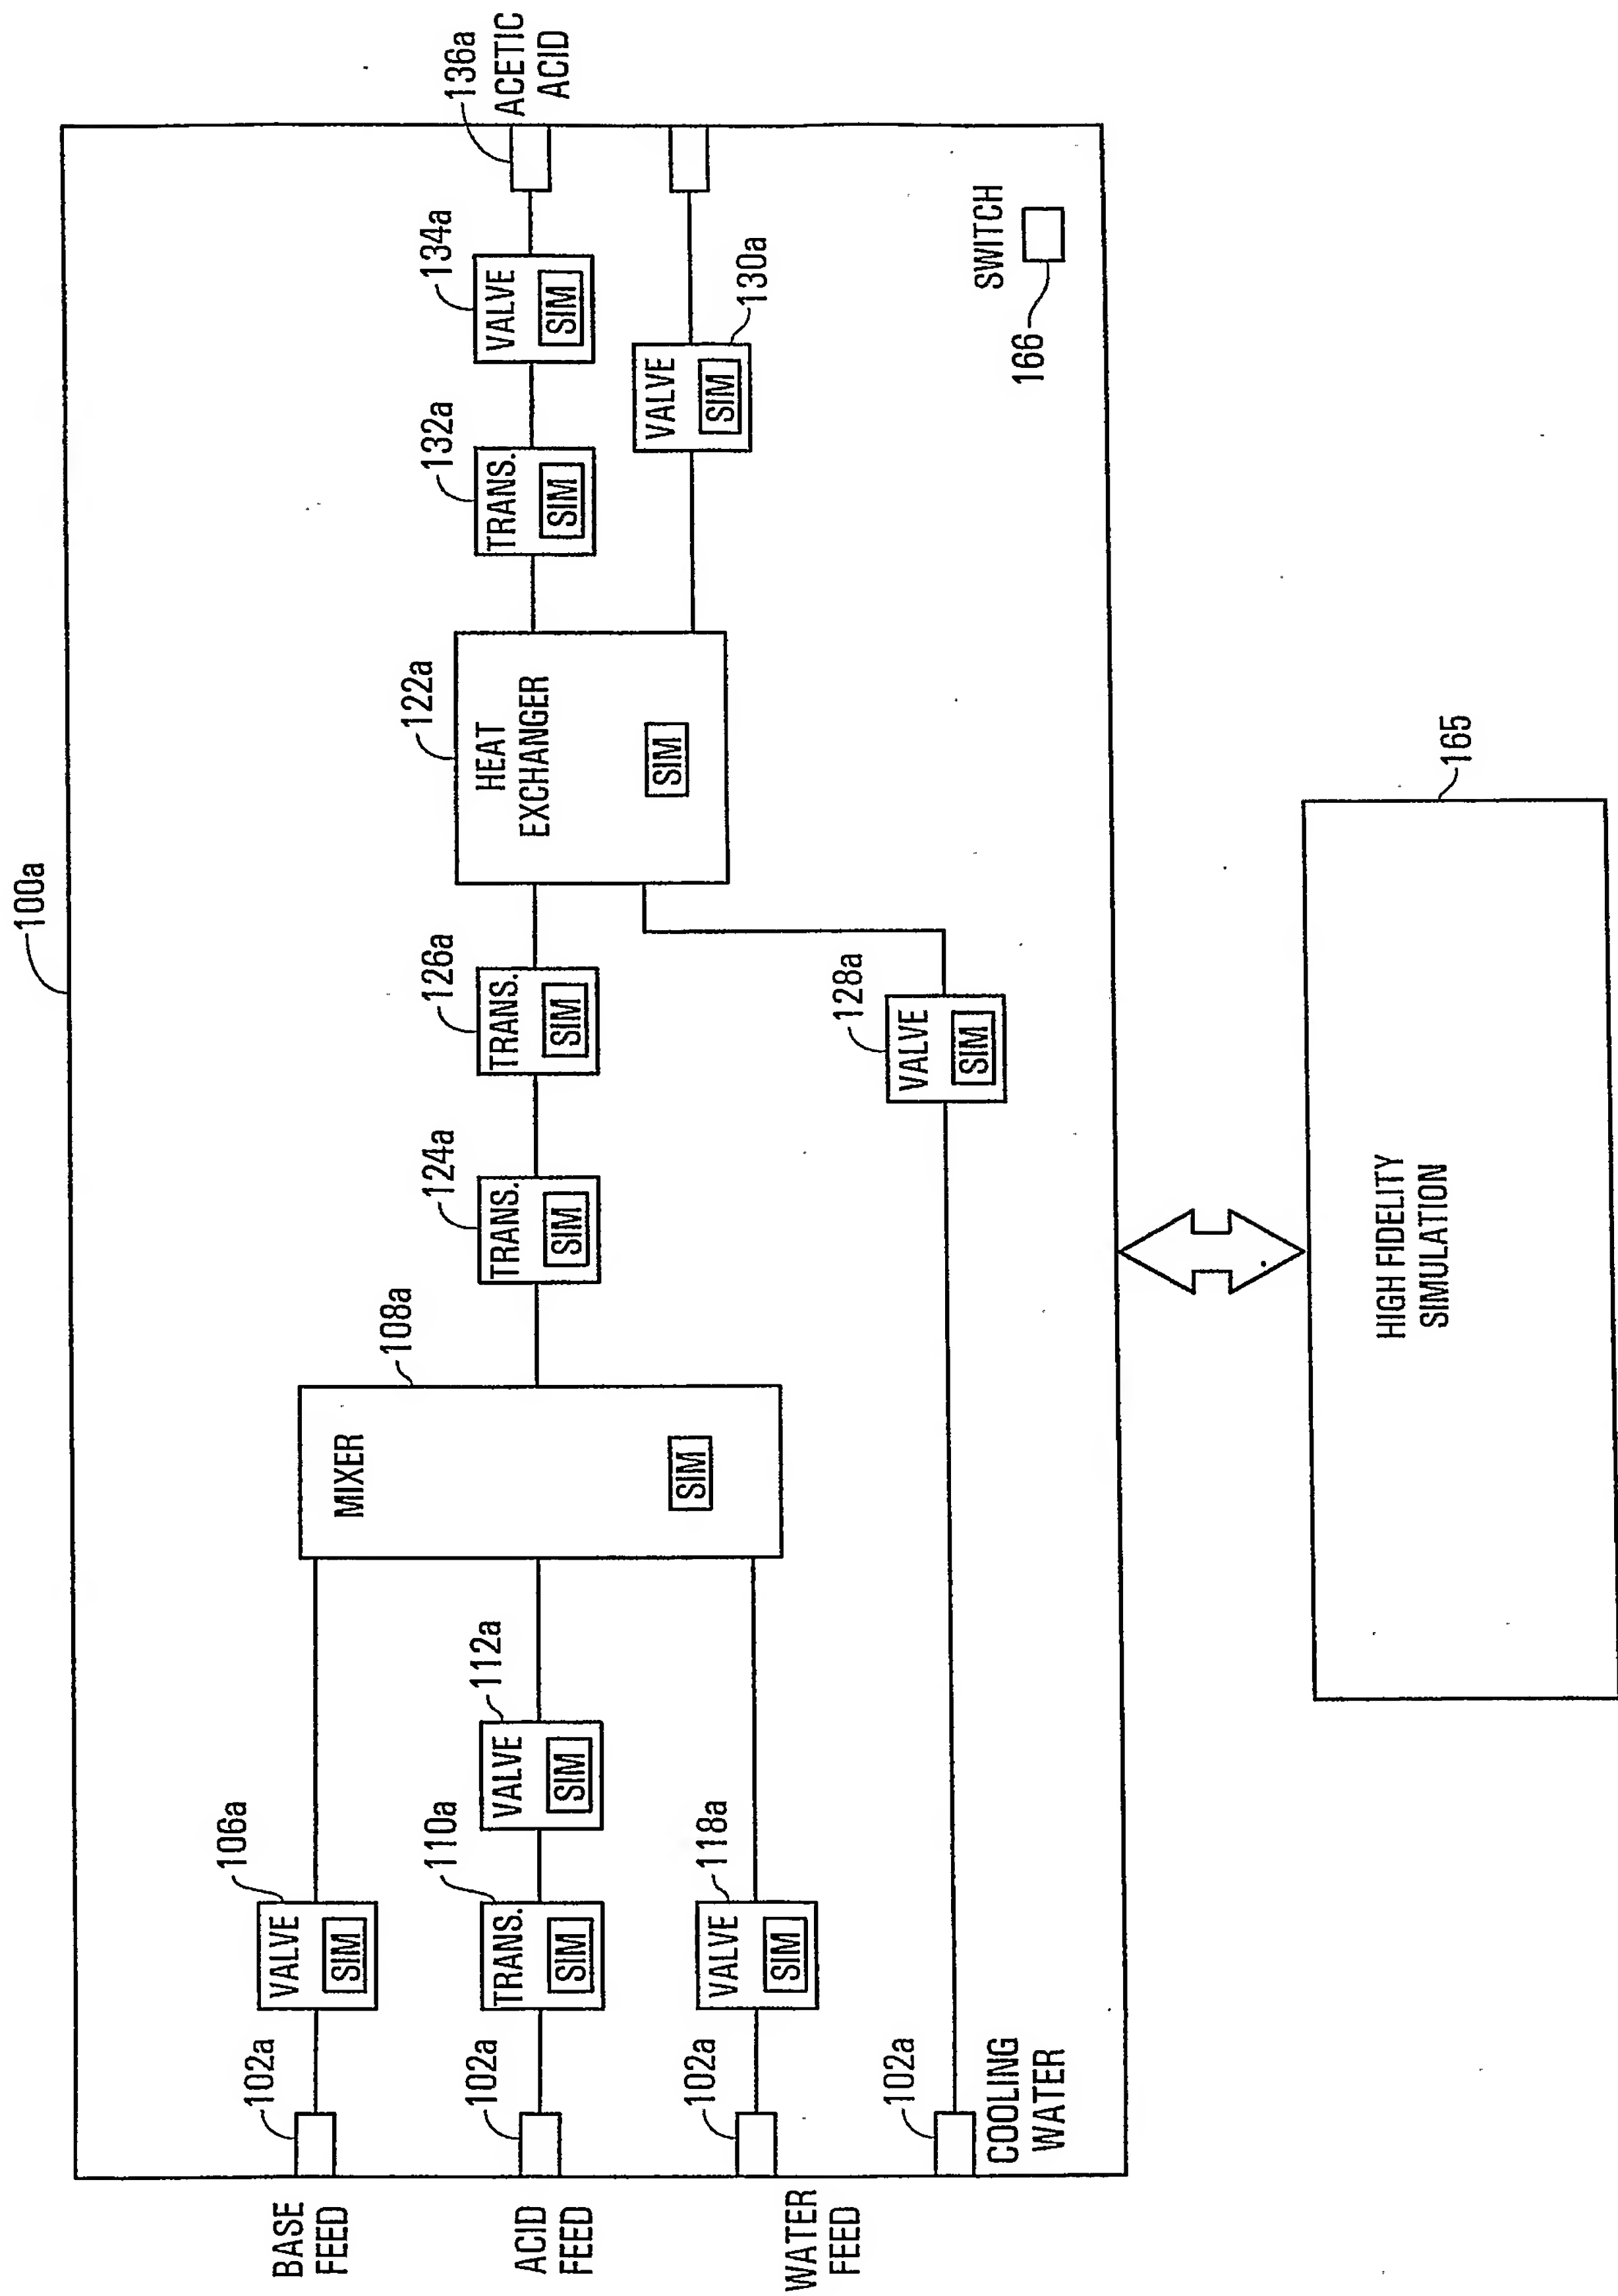 100a
BASE
FEED
102a
VALVE
SIM
106a
ACID
FEED
102a
TRANS.
SIM
110a
VALVE
SIM
112a
WATER
FEED
102a
VALVE
SIM
118a
COOLING
WATER
102a
MIXER
SIM
108a
TRANS.
SIM
124a
TRANS.
SIM
126a
VALVE
SIM
128a
HEAT
EXCHANGER
SIM
122a
TRANS.
SIM
132a
VALVE
SIM
134a
136a
ACETIC
ACID
VALVE
SIM
130a
SWITCH
166
HIGH FIDELITY
SIMULATION
165